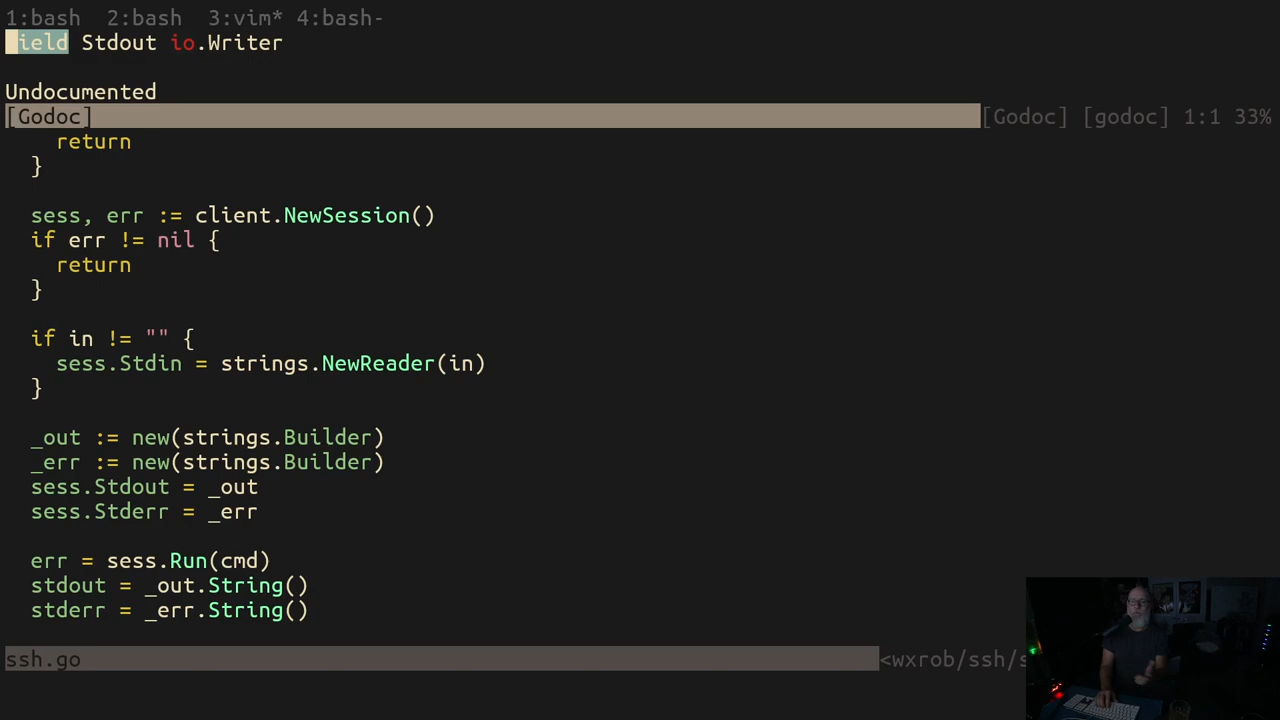 1:bash 2:bash 3:vim* 4:bash-
field Stdout io.Writer
Undocumented
[Godoc] [Godoc] [godoc] 1:1 33%
return
}
sess, err := client.NewSession()
if err != nil {
return
}
if in != "" {
sess.Stdin = strings.NewReader(in)
}
_out := new(strings.Builder)
_err := new(strings.Builder)
sess.Stdout = _out
sess.Stderr = _err
err = sess.Run(cmd)
stdout = _out.String()
stderr = _err.String()
ssh.go <wxrob/ssh/s